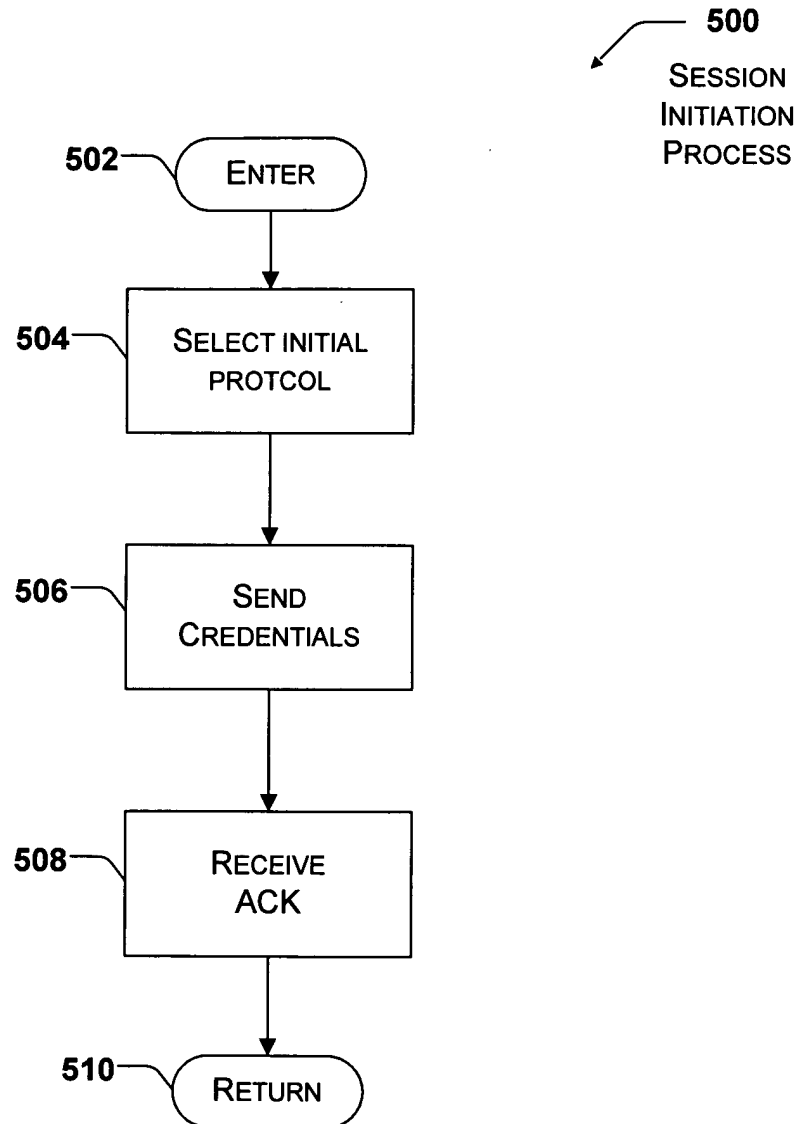 500
SESSION
INITIATION
PROCESS
502
ENTER
504
SELECT INITIAL
PROTCOL
506
SEND
CREDENTIALS
508
RECEIVE
ACK
510
RETURN